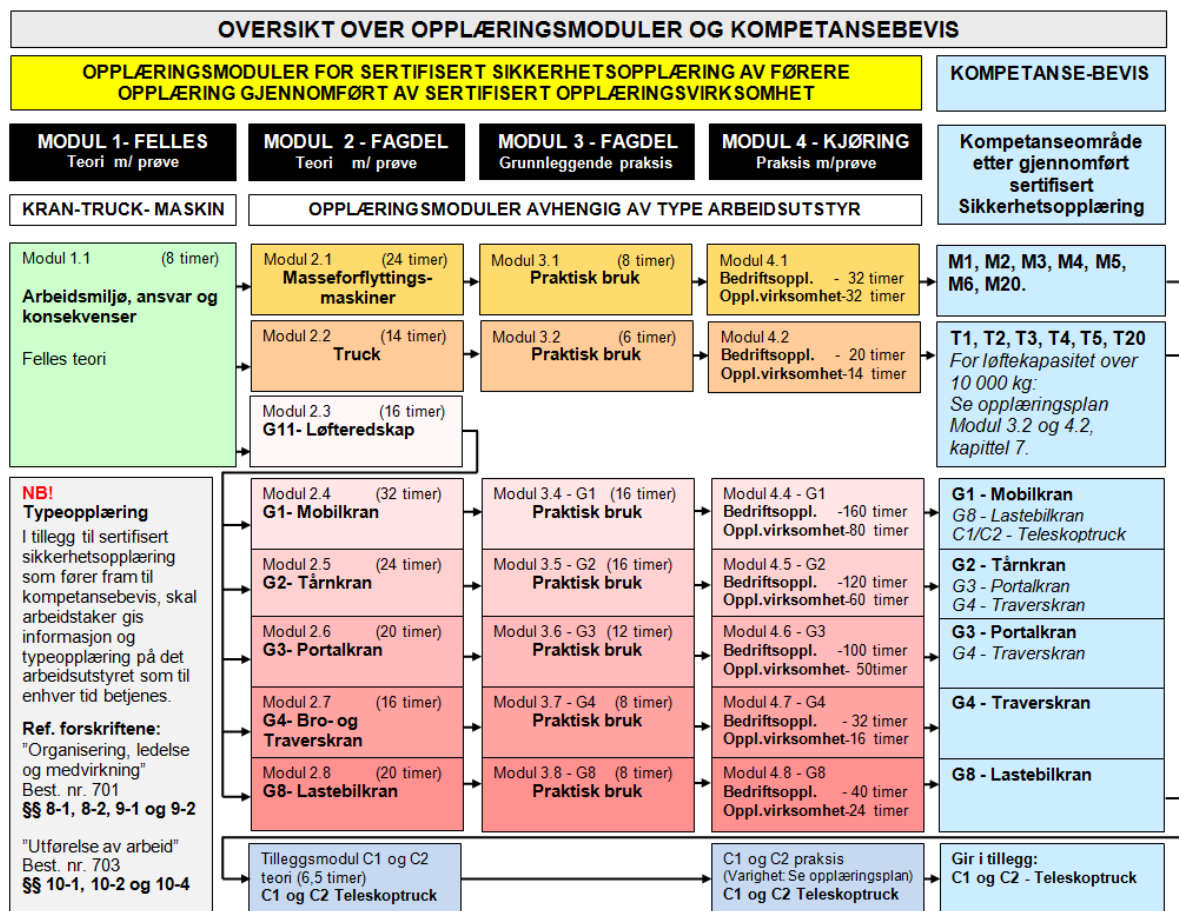 OVERSIKT OVER OPPLÆRINGSMODULER OG KOMPETANSEBEVIS
OPPLÆRINGSMODULER FOR SERTIFISERT SIKKERHETSOPPLÆRING AV FØRERE
OPPLÆRING GJENNOMFØRT AV SERTIFISERT OPPLÆRINGSVIRKSOMHET
KOMPETANSE-BEVIS
MODUL 1- FELLES
Teori m/ prøve
MODUL 2 - FAGDEL
Teori m/ prøve
MODUL 3 - FAGDEL
Grunnleggende praksis
MODUL 4 - KJØRING
Praksis m/prøve
Kompetanseområde
etter gjennomført
sertifisert
Sikkerhetsopplæring
KRAN-TRUCK- MASKIN
OPPLÆRINGSMODULER AVHENGIG AV TYPE ARBEIDSUTSTYR
Modul 1.1 (8 timer)
Arbeidsmiljø, ansvar og
konsekvenser
Felles teori
Modul 2.1 (24 timer)
Masseforflyttings-
maskiner
Modul 3.1 (8 timer)
Praktisk bruk
Modul 4.1
Bedriftsoppl. - 32 timer
Oppl.virksomhet-32 timer
M1, M2, M3, M4, M5,
M6, M20.
Modul 2.2 (14 timer)
Truck
Modul 3.2 (6 timer)
Praktisk bruk
Modul 4.2
Bedriftsoppl. - 20 timer
Oppl.virksomhet-14 timer
T1, T2, T3, T4, T5, T20
For løftekapasitet over
10 000 kg:
Se opplæringsplan
Modul 3.2 og 4.2,
kapittel 7.
Modul 2.3 (16 timer)
G11- Løfteredskap
NB!
Typeopplæring
I tillegg til sertifisert
sikkerhetsopplæring
som fører fram til
kompetansebevis, skal
arbeidstaker gis
informasjon og
typeopplæring på det
arbeidsutstyret som til
enhver tid betjenes.
Ref. forskriftene:
"Organisering, ledelse
og medvirkning"
Best. nr. 701
§§ 8-1, 8-2, 9-1 og 9-2
"Utførelse av arbeid"
Best. nr. 703
§§ 10-1, 10-2 og 10-4
Modul 2.4 (32 timer)
G1- Mobilkran
Modul 3.4 - G1 (16 timer)
Praktisk bruk
Modul 4.4 - G1
Bedriftsoppl. -160 timer
Oppl.virksomhet-80 timer
G1 - Mobilkran
G8 - Lastebilkran
C1/C2 - Teleskoptruck
Modul 2.5 (24 timer)
G2- Tårnkran
Modul 3.5 - G2 (16 timer)
Praktisk bruk
Modul 4.5 - G2
Bedriftsoppl. -120 timer
Oppl.virksomhet-60 timer
G2 - Tårnkran
G3 - Portalkran
G4 - Traverskran
Modul 2.6 (20 timer)
G3- Portalkran
Modul 3.6 - G3 (12 timer)
Praktisk bruk
Modul 4.6 - G3
Bedriftsoppl. -100 timer
Oppl.virksomhet- 50timer
G3 - Portalkran
G4 - Traverskran
Modul 2.7 (16 timer)
G4- Bro- og
Traverskran
Modul 3.7 - G4 (8 timer)
Praktisk bruk
Modul 4.7 - G4
Bedriftsoppl. - 32 timer
Oppl.virksomhet-16 timer
G4 - Traverskran
Modul 2.8 (20 timer)
G8- Lastebilkran
Modul 3.8 - G8 (8 timer)
Praktisk bruk
Modul 4.8 - G8
Bedriftsoppl. - 40 timer
Oppl.virksomhet-24 timer
G8 - Lastebilkran
Tilleggsmodul C1 og C2
teori (6,5 timer)
C1 og C2 Teleskoptruck
C1 og C2 praksis
(Varighet: Se opplæringsplan)
C1 og C2 Teleskoptruck
Gir i tillegg:
C1 og C2 - Teleskoptruck